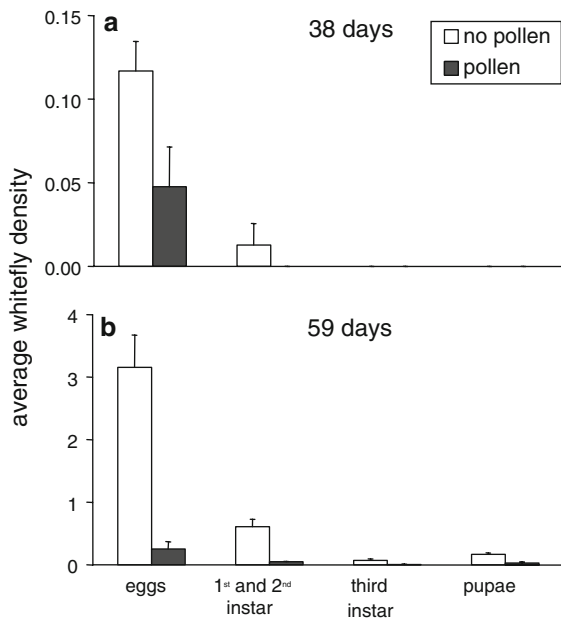 a
38 days
no pollen
pollen
0.15
0.10
0.05
0.00
average whitefly density
b
59 days
4
3
2
1
0
eggs
1st and 2nd
instar
third
instar
pupae